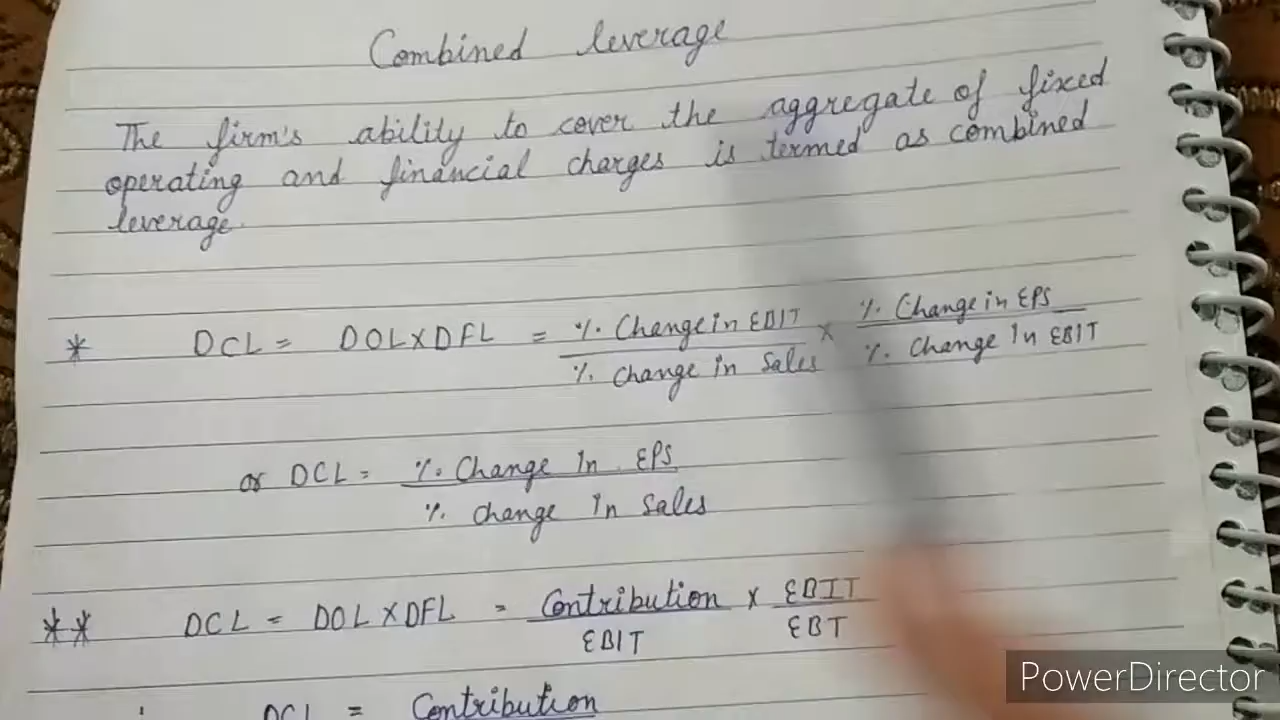 Combined leverage
The firm's ability to cover the aggregate of fixed
operating and financial charges is termed as combined
leverage.
* DCL = DOL X DFL = % Change in EBIT / % Change in Sales x % Change in EPS / % Change In EBIT
or DCL = % Change In EPS / % Change In Sales
** DCL = DOL X DFL = Contribution / EBIT X EBIT / EBT
DCL = Contribution
PowerDirector